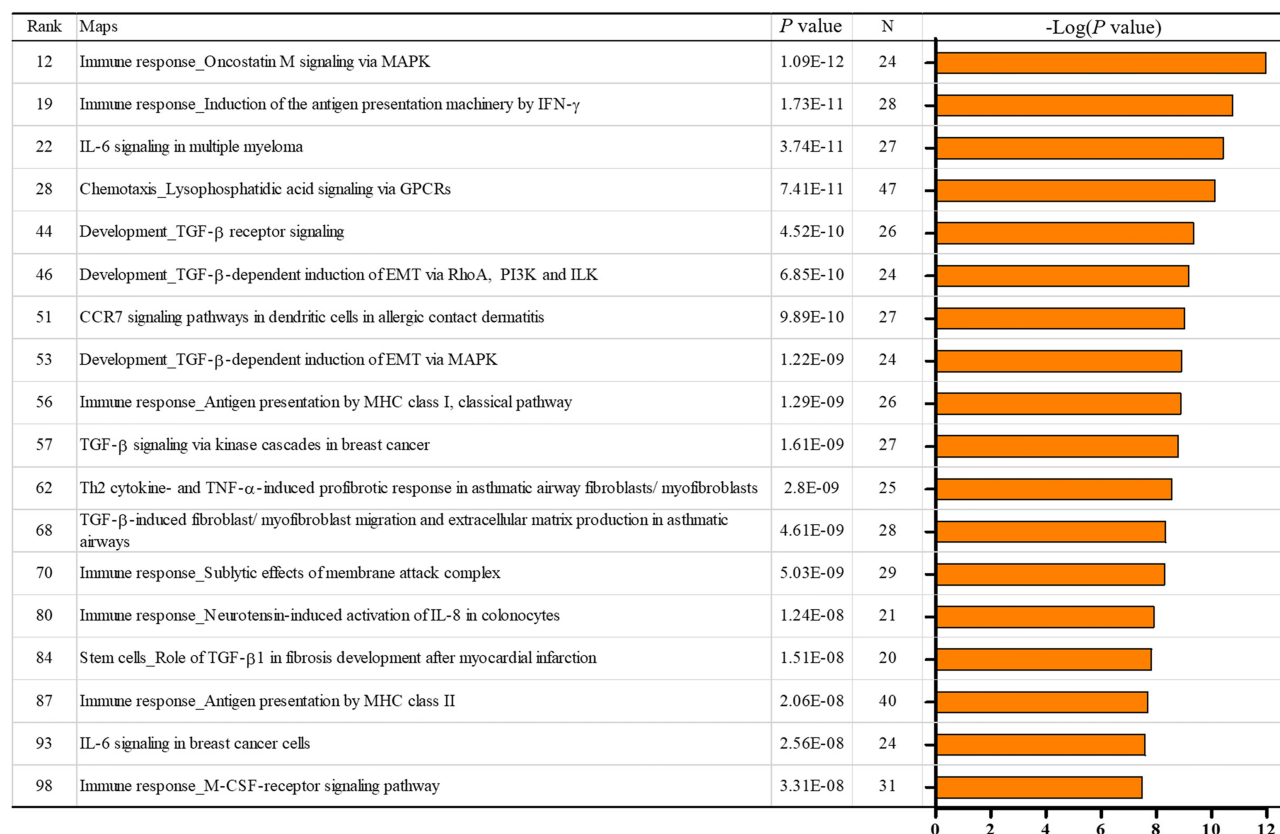 Rank Maps P value N -Log(P value)
12 Immune response_Oncostatin M signaling via MAPK 1.09E-12 24
19 Immune response_Induction of the antigen presentation machinery by IFN-γ 1.73E-11 28
22 IL-6 signaling in multiple myeloma 3.74E-11 27
28 Chemotaxis_Lysophosphatidic acid signaling via GPCRs 7.41E-11 47
44 Development_TGF-β receptor signaling 4.52E-10 26
46 Development_TGF-β-dependent induction of EMT via RhoA, PI3K and ILK 6.85E-10 24
51 CCR7 signaling pathways in dendritic cells in allergic contact dermatitis 9.89E-10 27
53 Development_TGF-β-dependent induction of EMT via MAPK 1.22E-09 24
56 Immune response_Antigen presentation by MHC class I, classical pathway 1.29E-09 26
57 TGF-β signaling via kinase cascades in breast cancer 1.61E-09 27
62 Th2 cytokine- and TNF-α-induced profibrotic response in asthmatic airway fibroblasts/ myofibroblasts 2.8E-09 25
68 TGF-β-induced fibroblast/ myofibroblast migration and extracellular matrix production in asthmatic
airways 4.61E-09 28
70 Immune response_Sublytic effects of membrane attack complex 5.03E-09 29
80 Immune response_Neurotensin-induced activation of IL-8 in colonocytes 1.24E-08 21
84 Stem cells_Role of TGF-β1 in fibrosis development after myocardial infarction 1.51E-08 20
87 Immune response_Antigen presentation by MHC class II 2.06E-08 40
93 IL-6 signaling in breast cancer cells 2.56E-08 24
98 Immune response_M-CSF-receptor signaling pathway 3.31E-08 31
0 2 4 6 8 10 12